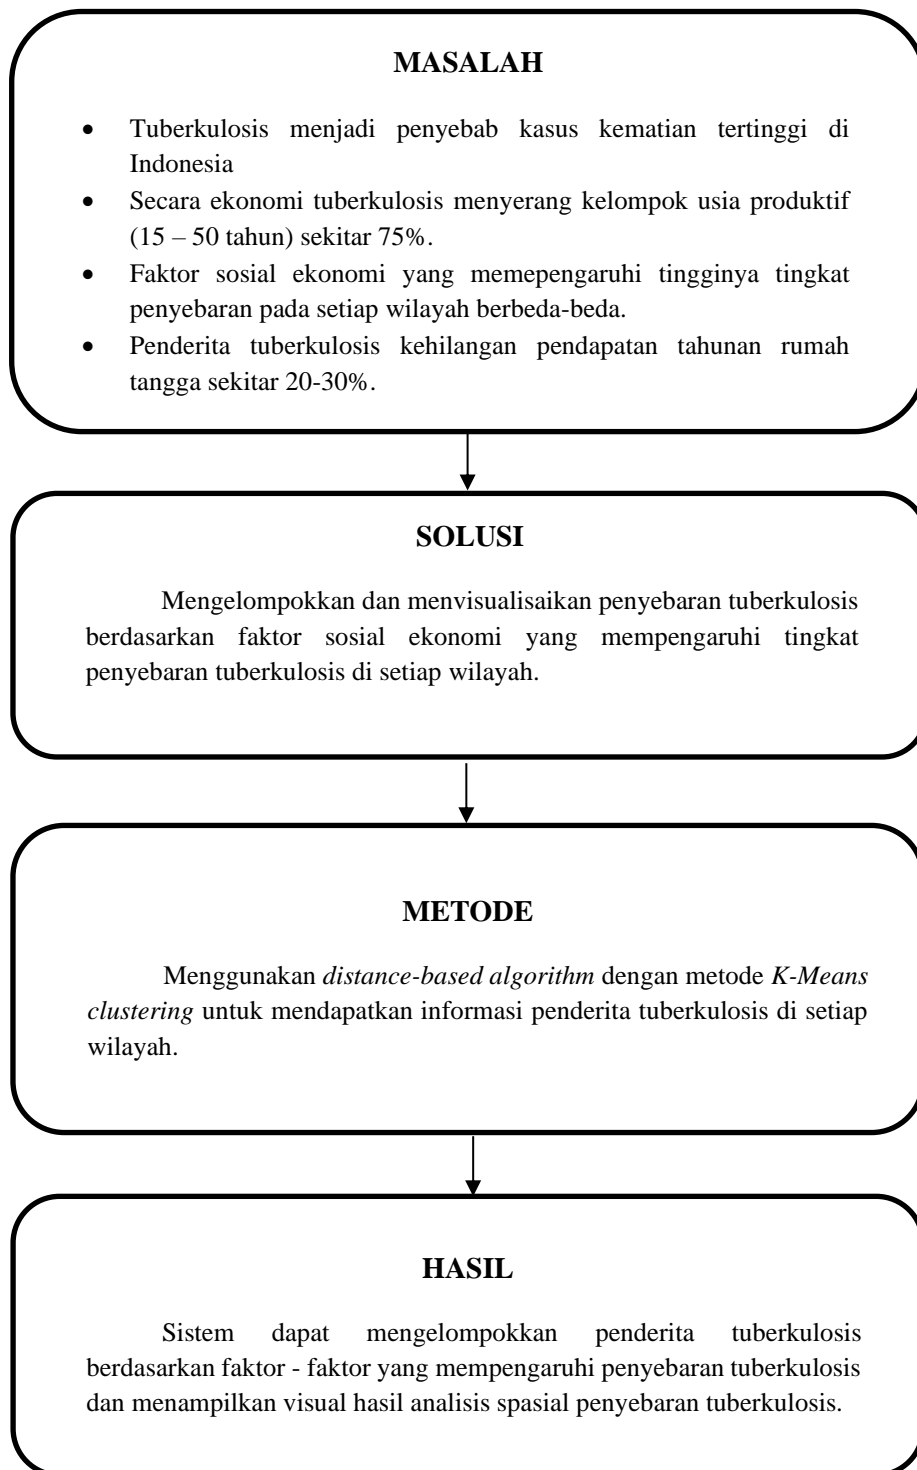 MASALAH
• Tuberkulosis menjadi penyebab kasus kematian tertinggi di
Indonesia
• Secara ekonomi tuberkulosis menyerang kelompok usia produktif
(15 – 50 tahun) sekitar 75%.
• Faktor sosial ekonomi yang memepengaruhi tingginya tingkat
penyebaran pada setiap wilayah berbeda-beda.
• Penderita tuberkulosis kehilangan pendapatan tahunan rumah
tangga sekitar 20-30%.
SOLUSI
Mengelompokkan dan menvisualisaikan penyebaran tuberkulosis
berdasarkan faktor sosial ekonomi yang mempengaruhi tingkat
penyebaran tuberkulosis di setiap wilayah.
METODE
Menggunakan distance-based algorithm dengan metode K-Means
clustering untuk mendapatkan informasi penderita tuberkulosis di setiap
wilayah.
HASIL
Sistem dapat mengelompokkan penderita tuberkulosis
berdasarkan faktor - faktor yang mempengaruhi penyebaran tuberkulosis
dan menampilkan visual hasil analisis spasial penyebaran tuberkulosis.